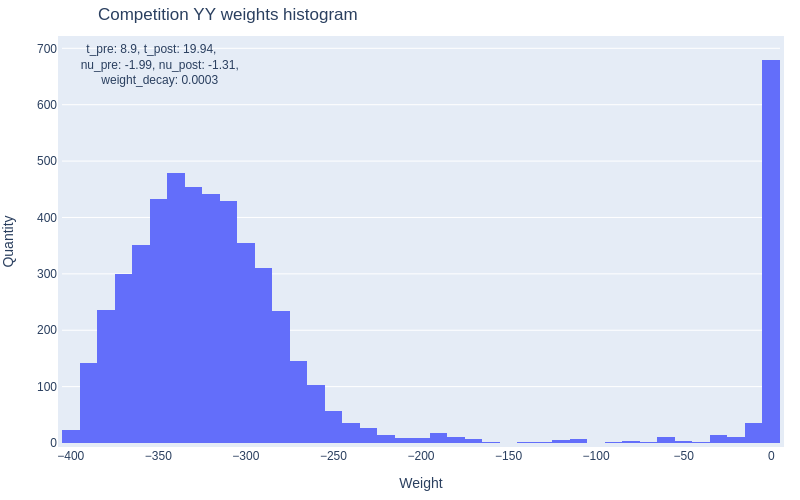 Competition YY weights histogram
t_pre: 8.9, t_post: 19.94,
nu_pre: -1.99, nu_post: -1.31,
weight_decay: 0.0003
700
600
500
400
300
200
100
0
Quantity
−400 −350 −300 −250 −200 −150 −100 −50 0
Weight